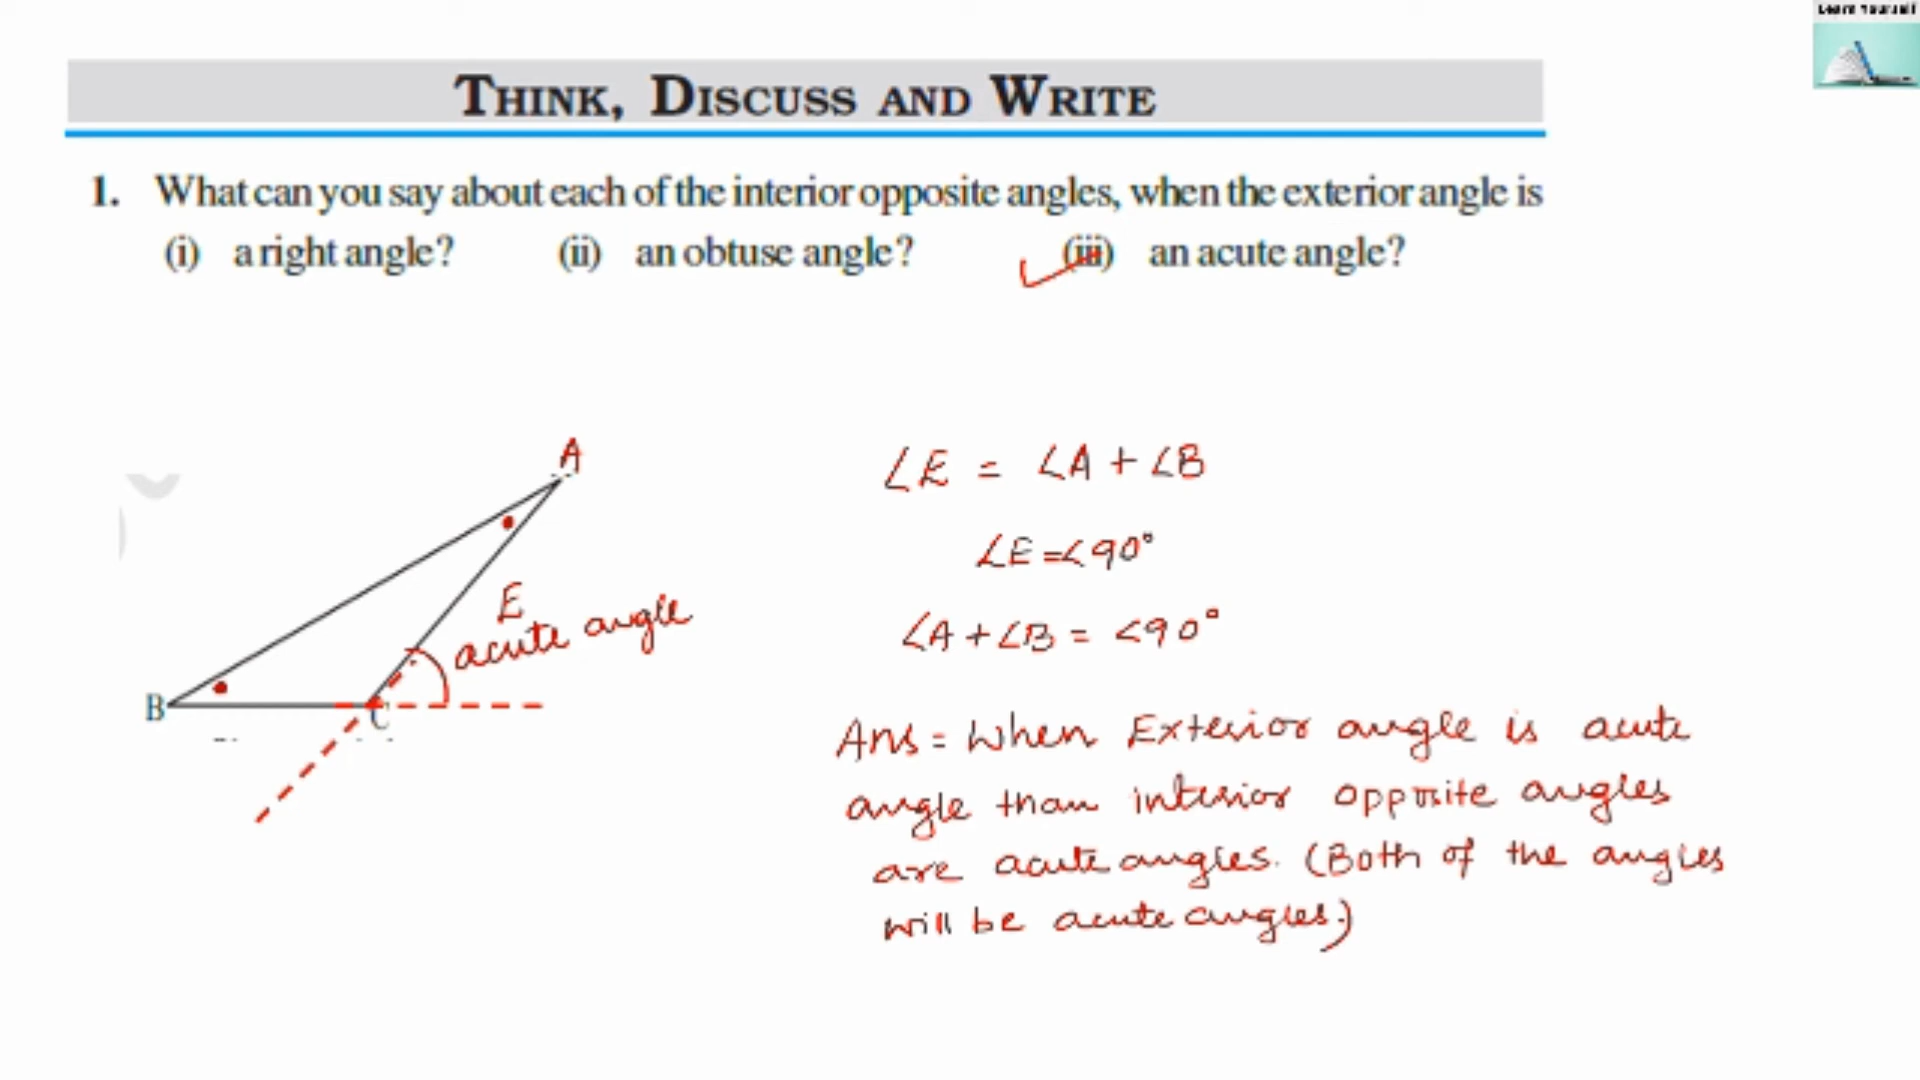 Learn Yourself
THINK, DISCUSS AND WRITE
1. What can you say about each of the interior opposite angles, when the exterior angle is
(i) a right angle? (ii) an obtuse angle? (iii) an acute angle?
A
∠E = ∠A + ∠B
∠E =<90°
E
acute angle
∠A + ∠B = <90°
B
C
Ans = When Exterior angle is acute
angle than interior opposite angles
are acute angles. (Both of the angles
will be acute angles.)